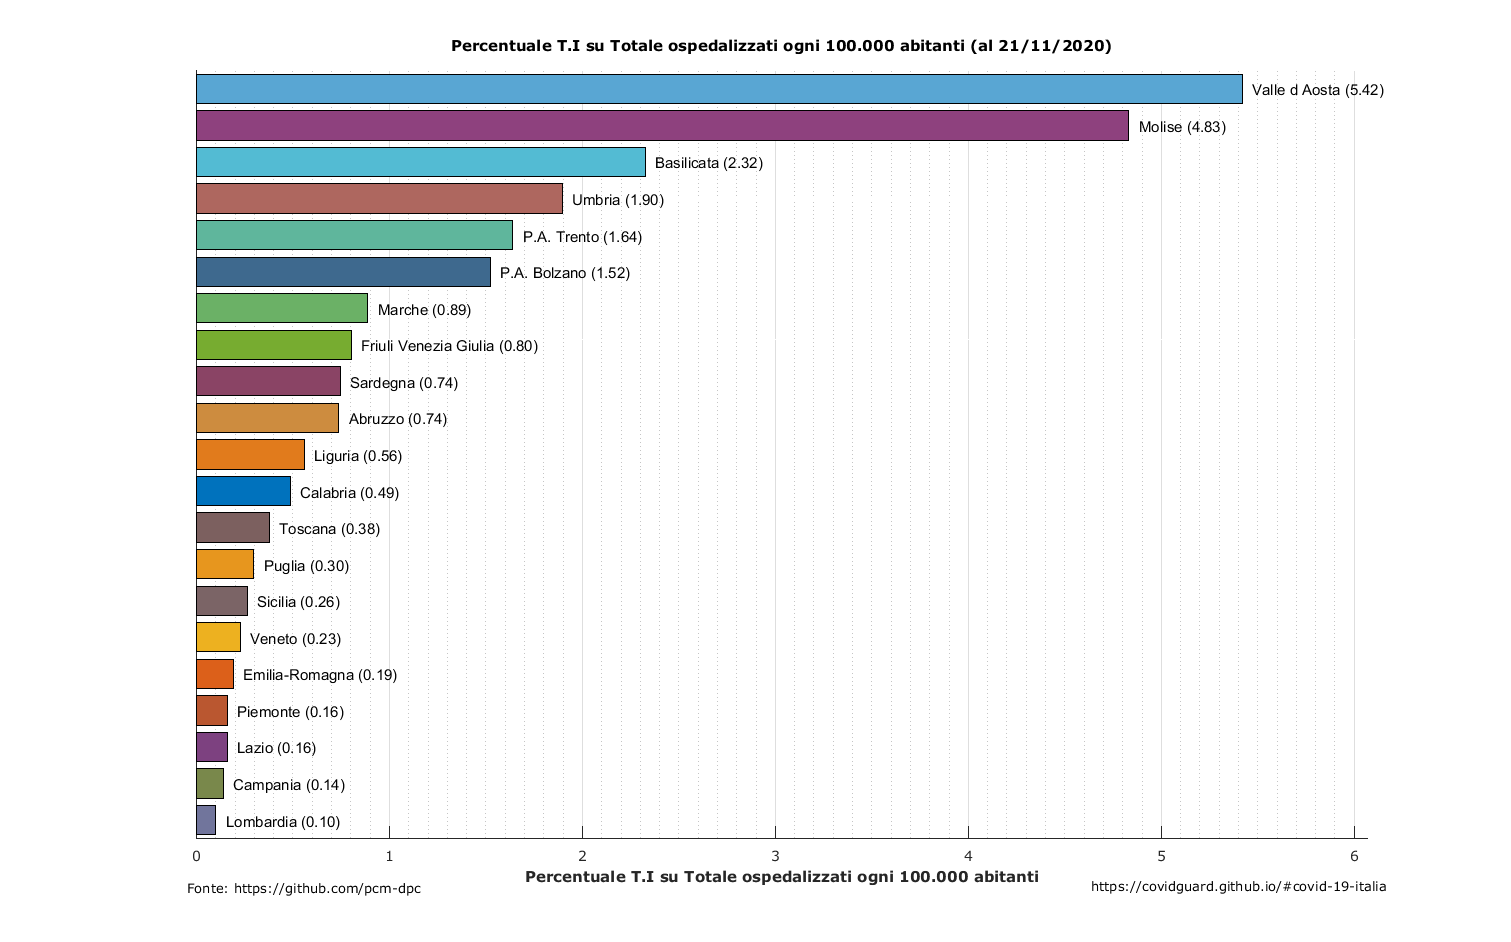 Percentuale T.I su Totale ospedalizzati ogni 100.000 abitanti (al 21/11/2020)
Valle d Aosta (5.42)
Molise (4.83)
Basilicata (2.32)
Umbria (1.90)
P.A. Trento (1.64)
P.A. Bolzano (1.52)
Marche (0.89)
Friuli Venezia Giulia (0.80)
Sardegna (0.74)
Abruzzo (0.74)
Liguria (0.56)
Calabria (0.49)
Toscana (0.38)
Puglia (0.30)
Sicilia (0.26)
Veneto (0.23)
Emilia-Romagna (0.19)
Piemonte (0.16)
Lazio (0.16)
Campania (0.14)
Lombardia (0.10)
0 1 2 3 4 5 6
Percentuale T.I su Totale ospedalizzati ogni 100.000 abitanti
Fonte: https://github.com/pcm-dpc
https://covidguard.github.io/#covid-19-italia